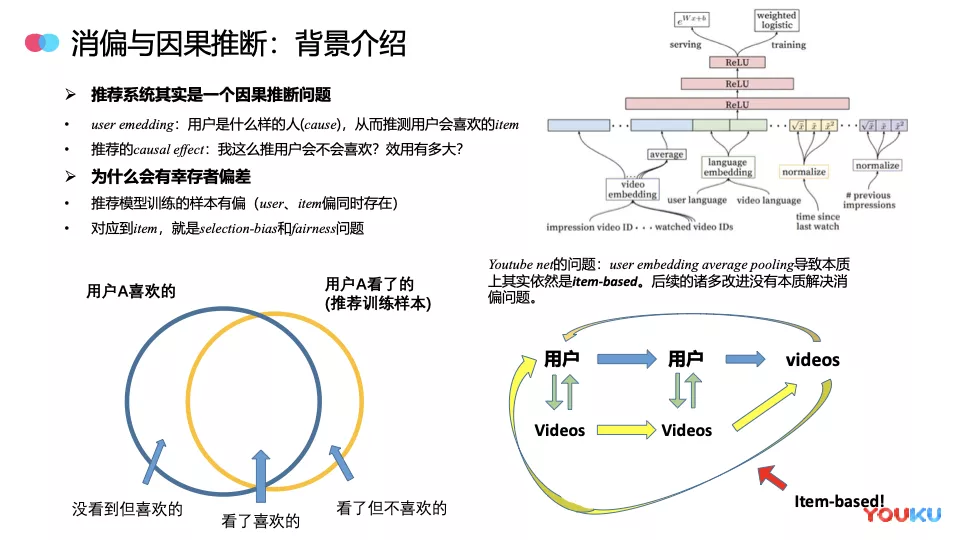 消偏与因果推断：背景介绍
推荐系统其实是一个因果推断问题
user emedding：用户是什么样的人(cause)，从而推测用户会喜欢的item
推荐的causal effect：我这么推用户会不会喜欢？效用有多大？
为什么会有幸存者偏差
推荐模型训练的样本有偏（user、item偏同时存在）
对应到item，就是selection-bias和fairness问题
用户A喜欢的
用户A看了的
(推荐训练样本)
没看到但喜欢的
看了喜欢的
看了但不喜欢的
e^{Wx+b}
weighted
logistic
serving
training
ReLU
ReLU
ReLU
average
language
embedding
video
embedding
user language
video language
impression video ID
watched video IDs
√x̃ x̃ x̃²
√x̃ x̃ x̃²
normalize
normalize
time since
last watch
# previous
impressions
Youtube net的问题：user embedding average pooling导致本质
上其实依然是item-based。后续的诸多改进没有本质解决消
偏问题。
用户
用户
videos
Videos
Videos
Item-based!
YOUKU